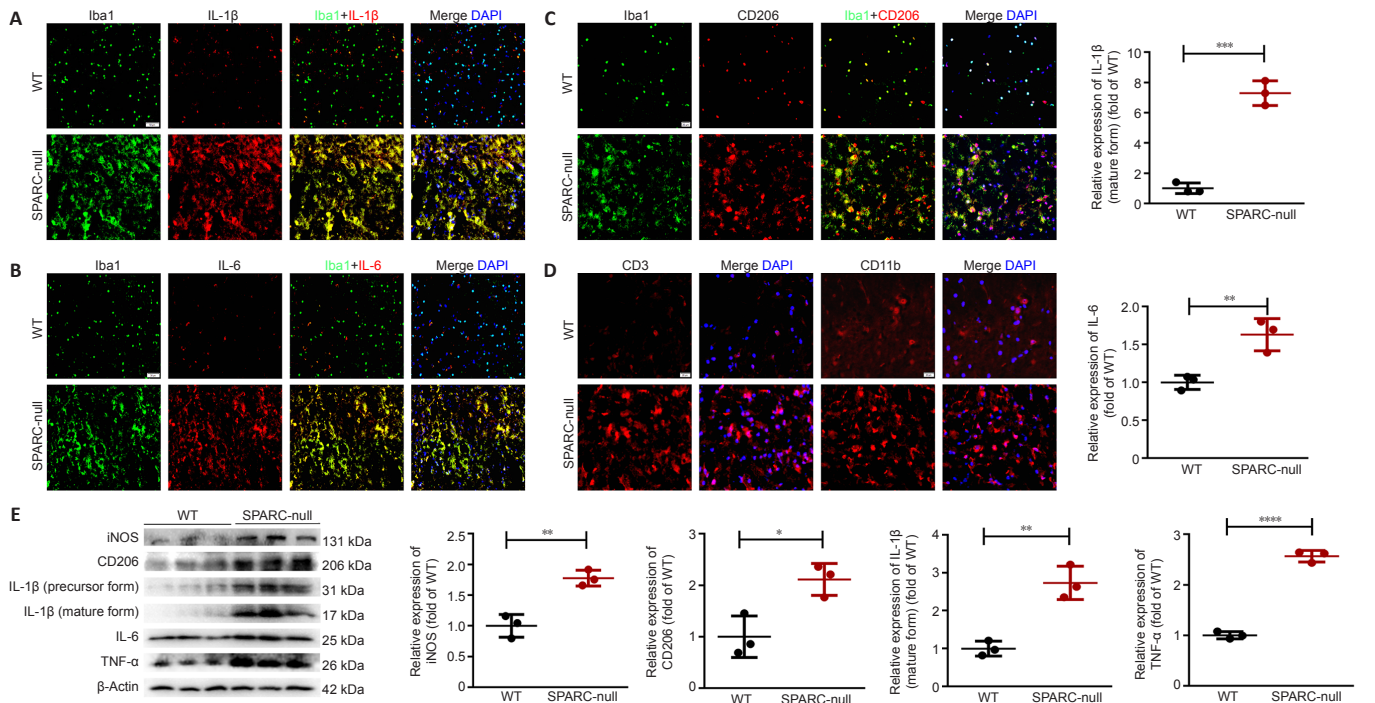 A
Iba1 IL-1β Iba1+IL-1β Merge DAPI
WT
SPARC-null
C
Iba1 CD206 Iba1+CD206 Merge DAPI
WT
SPARC-null
Relative expression of IL-1β
(mature form) (fold of WT)
10
8
6
4
2
0
***
WT SPARC-null
B
Iba1 IL-6 Iba1+IL-6 Merge DAPI
WT
SPARC-null
D
CD3 Merge DAPI CD11b Merge DAPI
WT
SPARC-null
Relative expression of IL-6
(fold of WT)
2.0
1.5
1.0
0.5
0
**
WT SPARC-null
E
WT SPARC-null
iNOS 131 kDa
CD206 206 kDa
IL-1β (precursor form) 31 kDa
IL-1β (mature form) 17 kDa
IL-6 25 kDa
TNF-α 26 kDa
β-Actin 42 kDa
Relative expression of
iNOS (fold of WT)
2.5
2.0
1.5
1.0
0.5
0
**
WT SPARC-null
Relative expression of
CD206 (fold of WT)
3
2
1
0
*
WT SPARC-null
Relative expression of IL-1β
(mature form) (fold of WT)
4
3
2
1
0
**
WT SPARC-null
Relative expression of
TNF-α (fold of WT)
3
2
1
0
****
WT SPARC-null